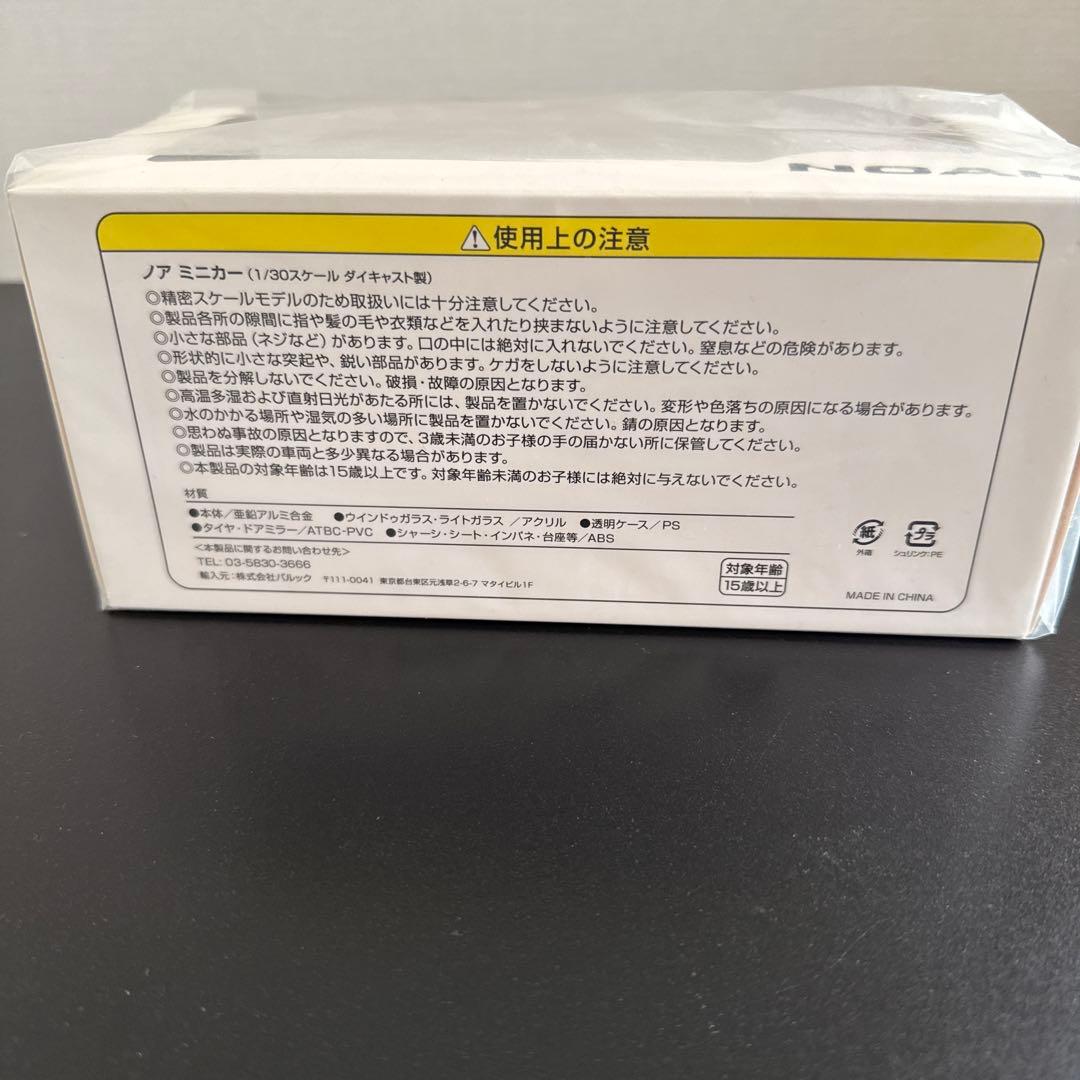 NOAH
⚠使用上の注意
ノア ミニカー(1/30スケール ダイキャスト製)
◎精密スケールモデルのため取扱いには十分注意してください。
◎製品各所の隙間に指や髪の毛や衣類などを入れたり挟まないように注意してください。
◎小さな部品(ネジなど)があります。口の中には絶対に入れないでください。窒息などの危険があります。
◎形状的に小さな突起や、鋭い部品があります。ケガをしないように注意してください。
◎製品を分解しないでください。破損・故障の原因となります。
◎高温多湿および直射日光があたる所には、製品を置かないでください。変形や色落ちの原因になる場合があります。
◎水のかかる場所や湿気の多い場所に製品を置かないでください。錆の原因となります。
◎思わぬ事故の原因となりますので、3歳未満のお子様の手の届かない所に保管してください。
◎製品は実際の車両と多少異なる場合があります。
◎本製品の対象年齢は15歳以上です。対象年齢未満のお子様には絶対に与えないでください。
材質
●本体/亜鉛アルミ合金 ●ウインドゥガラス・ライトガラス /アクリル ●透明ケース/PS
●タイヤ・ドアミラー/ATBC-PVC ●シャーシ・シート・インパネ・台座等/ABS
<本製品に関するお問い合わせ先>
TEL: 03-5830-3666
輸入元:株式会社バルック 〒111-0041 東京都台東区元浅草2-6-7 マタイビル1F
対象年齢
15歳以上
紙
外箱
プラ
シュリンク:PE
MADE IN CHINA